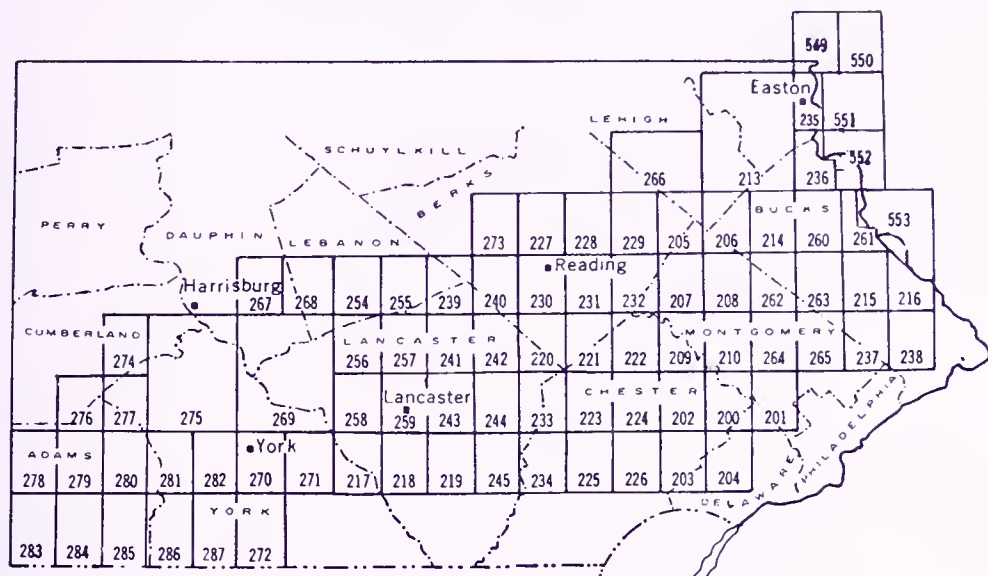 549 550
Easton
235 551
LEHIGH
552
SCHUYLKILL
266 213 236
BERKS
BUCKS
PERRY
DAUPHIN
LEBANON
273 227 228 229 205 206 214 260 261 553
Reading
Harrisburg
267 268 254 255 239 240 230 231 232 207 208 262 263 215 216
CUMBERLAND
LANCASTER
MONTGOMERY
274 256 257 241 242 220 221 222 209 210 264 265 237 238
Lancaster
CHESTER
276 277 275 269 258 259 243 244 233 223 224 202 200 201
PHILADELPHIA
York
ADAMS
278 279 280 281 282 270 271 217 218 219 245 234 225 226 203 204
DELAWARE
YORK
283 284 285 286 287 272